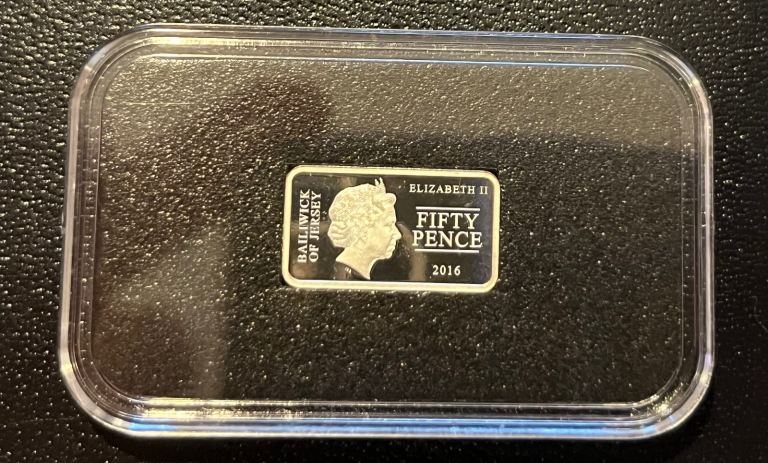 BAILIWICK
OF JERSEY
ELIZABETH II
FIFTY
PENCE
2016